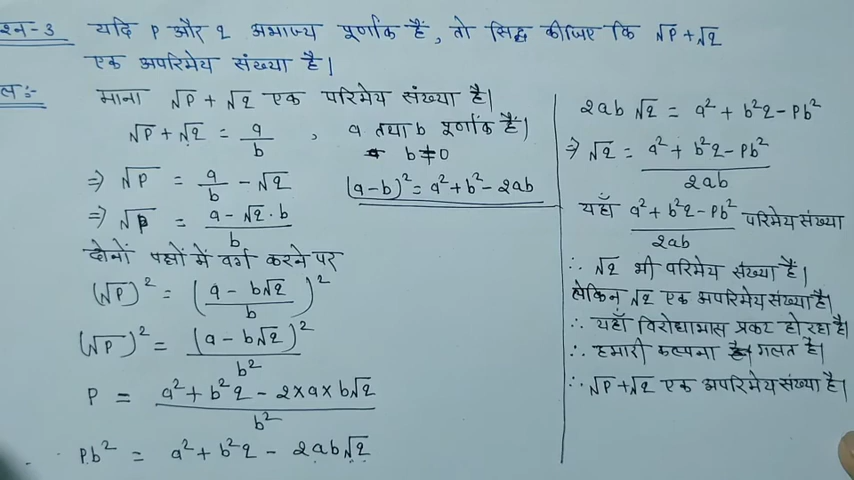 श्न-3 यदि p और q अभाज्य पूर्णांक हैं, तो सिद्ध कीजिए कि √p+√q
एक अपरिमेय संख्या है।
ल:- माना √p + √q एक परिमेय संख्या है।
√p + √q = a/b , a तथा b पूर्णांक हैं।
b ≠ 0
⇒ √p = a/b - √q
(a-b)² = a² + b² - 2ab
⇒ √p = (a - √q · b)/b
दोनों पक्षों में वर्ग करने पर
(√p)² = ((a - b√q)/b)²
(√p)² = (a - b√q)²/b²
P = (a² + b²q - 2×a×b√q)/b²
Pb² = a² + b²q - 2ab√q
2ab√q = a² + b²q - Pb²
⇒ √q = (a² + b²q - Pb²)/2ab
यहाँ (a² + b²q - Pb²)/2ab परिमेय संख्या
∴ √q भी परिमेय संख्या है।
लेकिन √q एक अपरिमेय संख्या है।
∴ यहाँ विरोधाभास प्रकट हो रहा है।
∴ हमारी कल्पना गलत है।
∴ √p+√q एक अपरिमेय संख्या है।